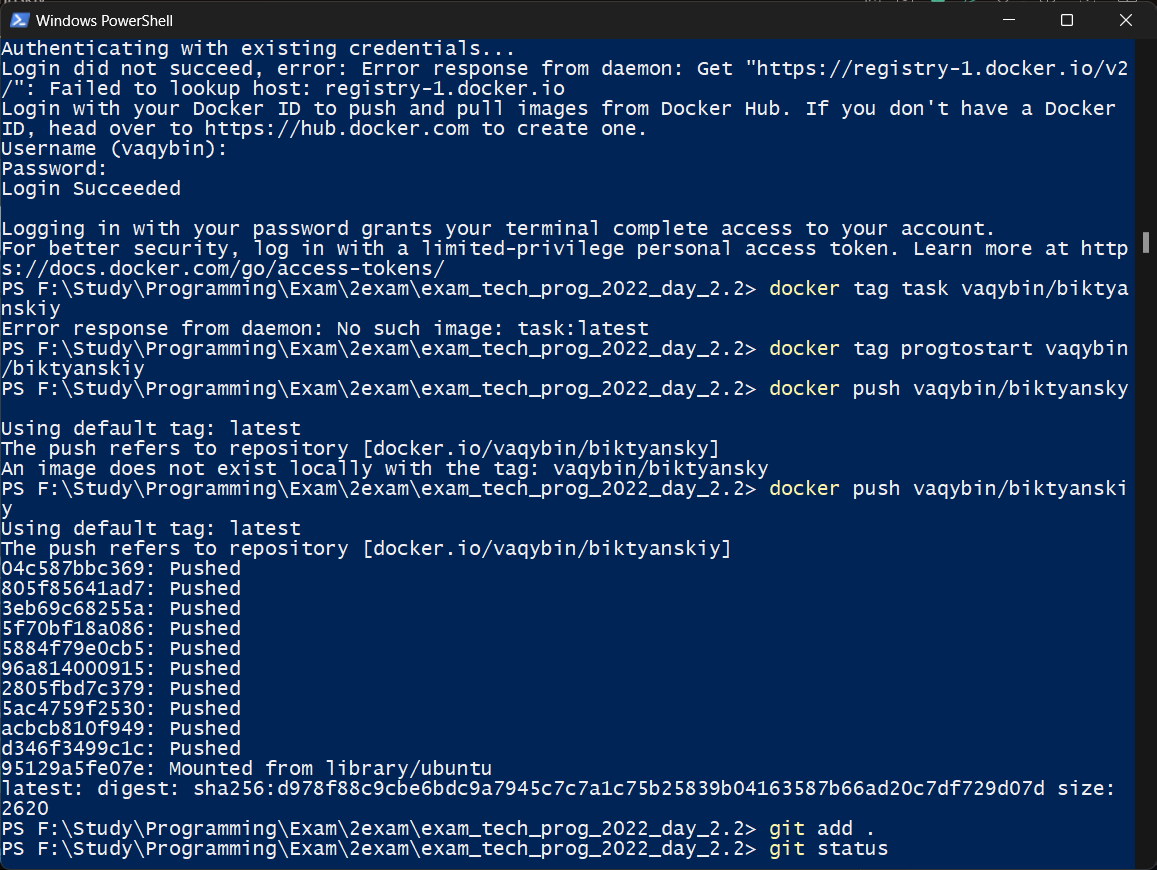 Windows PowerShell
Authenticating with existing credentials...
Login did not succeed, error: Error response from daemon: Get "https://registry-1.docker.io/v2
/": Failed to lookup host: registry-1.docker.io
Login with your Docker ID to push and pull images from Docker Hub. If you don't have a Docker
ID, head over to https://hub.docker.com to create one.
Username (vaqybin):
Password:
Login Succeeded
Logging in with your password grants your terminal complete access to your account.
For better security, log in with a limited-privilege personal access token. Learn more at http
s://docs.docker.com/go/access-tokens/
PS F:\Study\Programming\Exam\2exam\exam_tech_prog_2022_day_2.2> docker tag task vaqybin/biktya
nskiy
Error response from daemon: No such image: task:latest
PS F:\Study\Programming\Exam\2exam\exam_tech_prog_2022_day_2.2> docker tag progtostart vaqybin
/biktyanskiy
PS F:\Study\Programming\Exam\2exam\exam_tech_prog_2022_day_2.2> docker push vaqybin/biktyansky
Using default tag: latest
The push refers to repository [docker.io/vaqybin/biktyansky]
An image does not exist locally with the tag: vaqybin/biktyansky
PS F:\Study\Programming\Exam\2exam\exam_tech_prog_2022_day_2.2> docker push vaqybin/biktyanski
y
Using default tag: latest
The push refers to repository [docker.io/vaqybin/biktyanskiy]
04c587bbc369: Pushed
805f85641ad7: Pushed
3eb69c68255a: Pushed
5f70bf18a086: Pushed
5884f79e0cb5: Pushed
96a814000915: Pushed
2805fbd7c379: Pushed
5ac4759f2530: Pushed
acbcb810f949: Pushed
d346f3499c1c: Pushed
95129a5fe07e: Mounted from library/ubuntu
latest: digest: sha256:d978f88c9cbe6bdc9a7945c7c7a1c75b25839b04163587b66ad20c7df729d07d size:
2620
PS F:\Study\Programming\Exam\2exam\exam_tech_prog_2022_day_2.2> git add .
PS F:\Study\Programming\Exam\2exam\exam_tech_prog_2022_day_2.2> git status